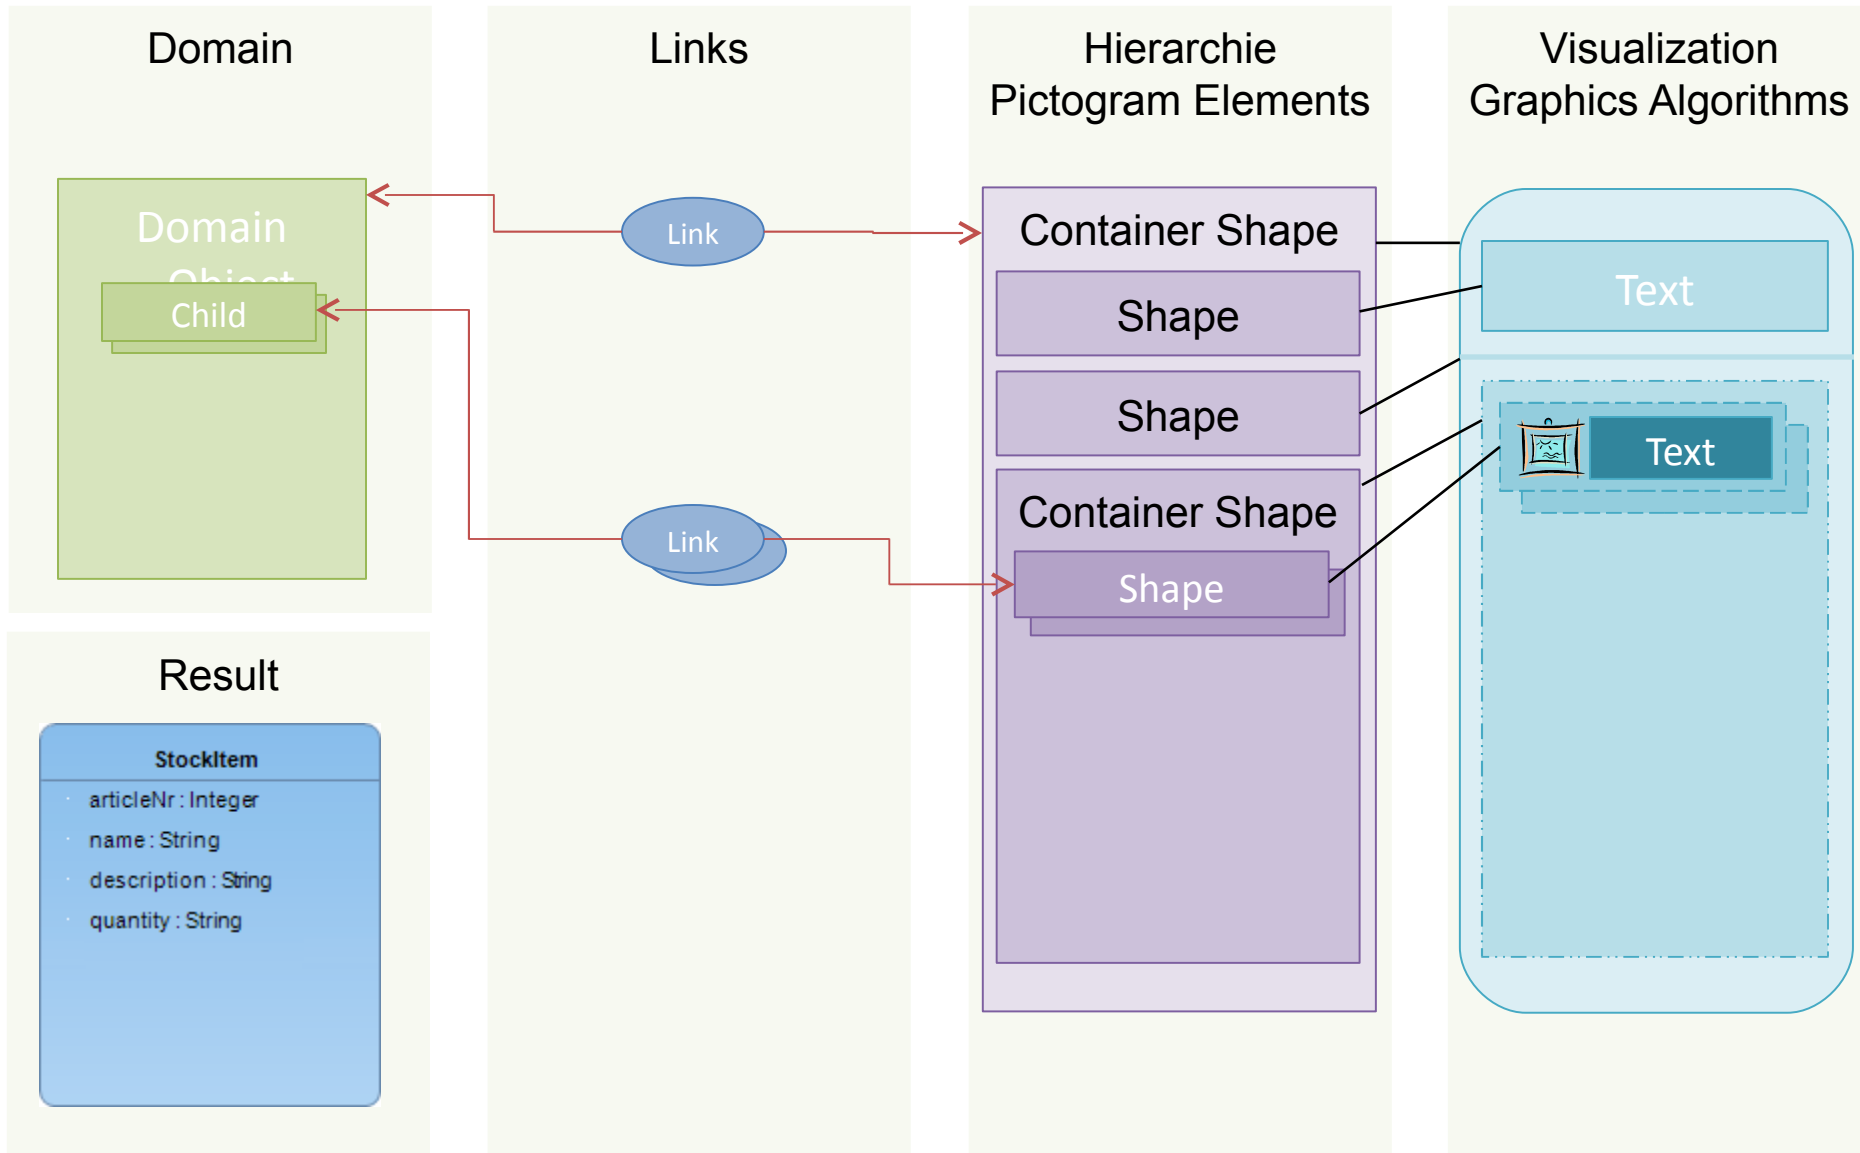 Domain
Links
Hierarchie
Pictogram Elements
Visualization
Graphics Algorithms
Domain
Object
Child
Link
Link
Container Shape
Shape
Shape
Container Shape
Shape
Text
Text
Result
StockItem
articleNr : Integer
name : String
description : String
quantity : String